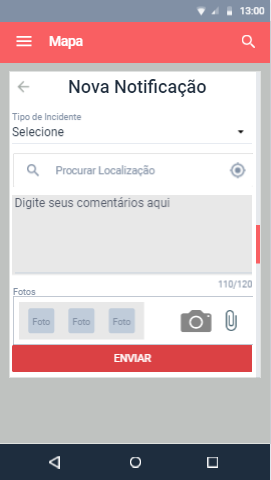 13:00
Mapa
Nova Notificação
Tipo de Incidente
Selecione
Procurar Localização
Digite seus comentários aqui
110/120
Fotos
Foto Foto Foto
ENVIAR